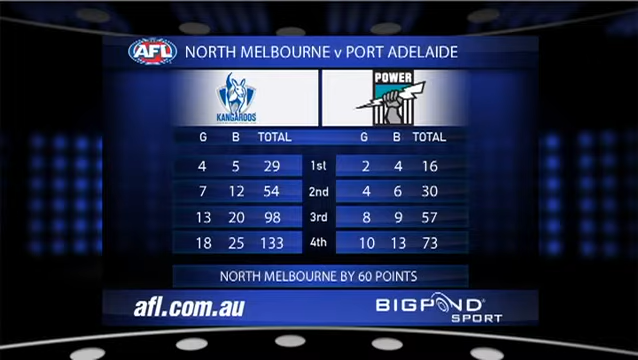 AFL NORTH MELBOURNE v PORT ADELAIDE
KANGAROOS
POWER
G B TOTAL G B TOTAL
4 5 29 1st 2 4 16
7 12 54 2nd 4 6 30
13 20 98 3rd 8 9 57
18 25 133 4th 10 13 73
NORTH MELBOURNE BY 60 POINTS
afl.com.au BIGPOND
SPORT